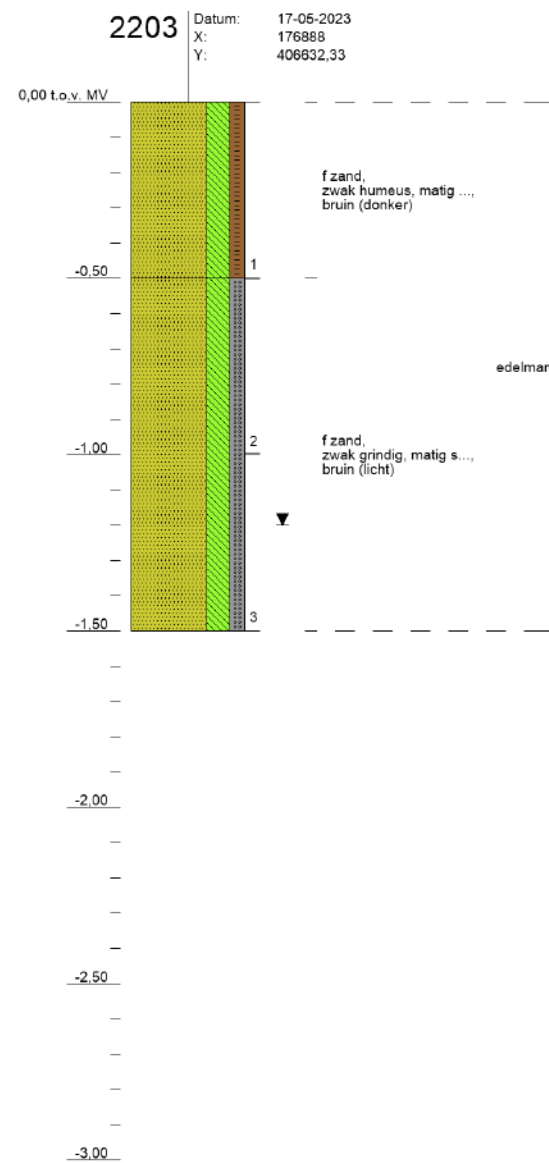 2203
Datum: 17-05-2023
X: 176888
Y: 406632,33
0,00 t.o.v. MV
f zand,
zwak humeus, matig ...,
bruin (donker)
1
-0,50
edelmar
2
f zand,
zwak grindig, matig s...,
bruin (licht)
-1,00
3
-1,50
-2,00
-2,50
-3,00